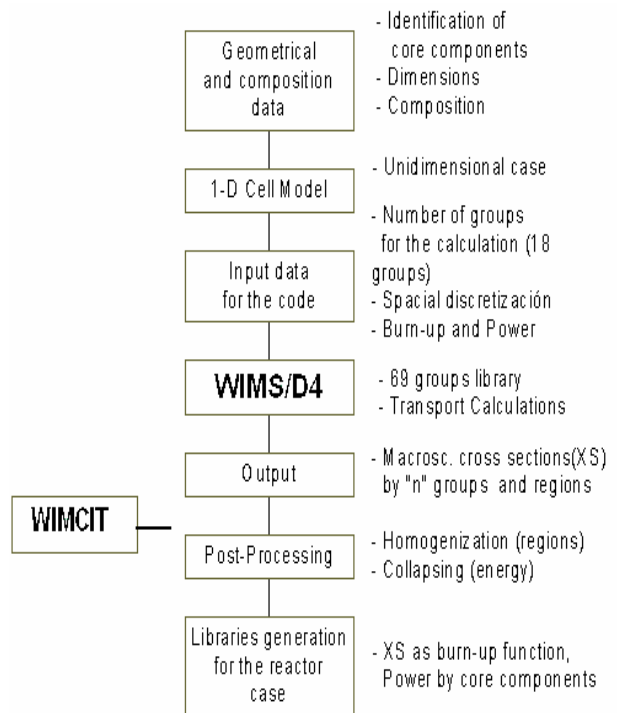 Geometrical
and composition
data
- Identification of
core components
- Dimensions
- Composition
1-D Cell Model
- Unidimensional case
Input data
for the code
- Number of groups
for the calculation (18
groups)
- Spacial discretización
- Burn-up and Power
WIMS/D4
- 69 groups library
- Transport Calculations
Output
- Macrosc. cross sections(XS)
by "n" groups and regions
WIMCIT
Post-Processing
- Homogenization (regions)
- Collapsing (energy)
Libraries generation
for the reactor
case
- XS as burn-up function,
Power by core components